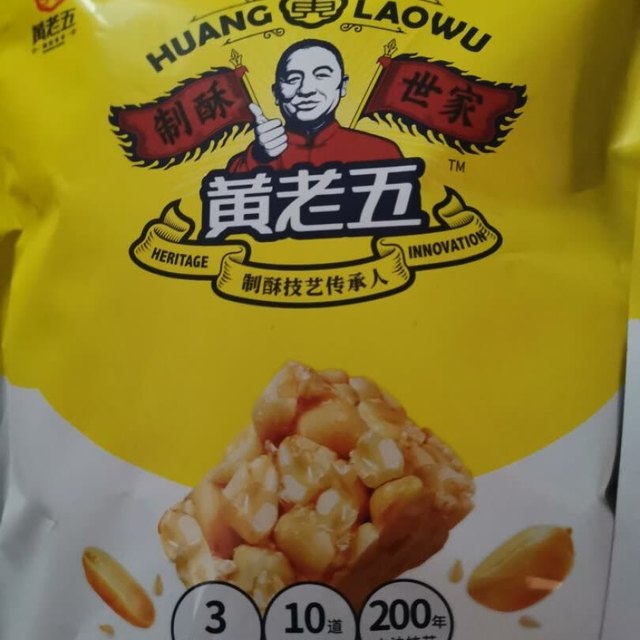 黄老五
HUANG LAOWU
制酥 世家
黄老五
TM
HERITAGE
INNOVATION
制酥技艺传承人
3 10道 200年